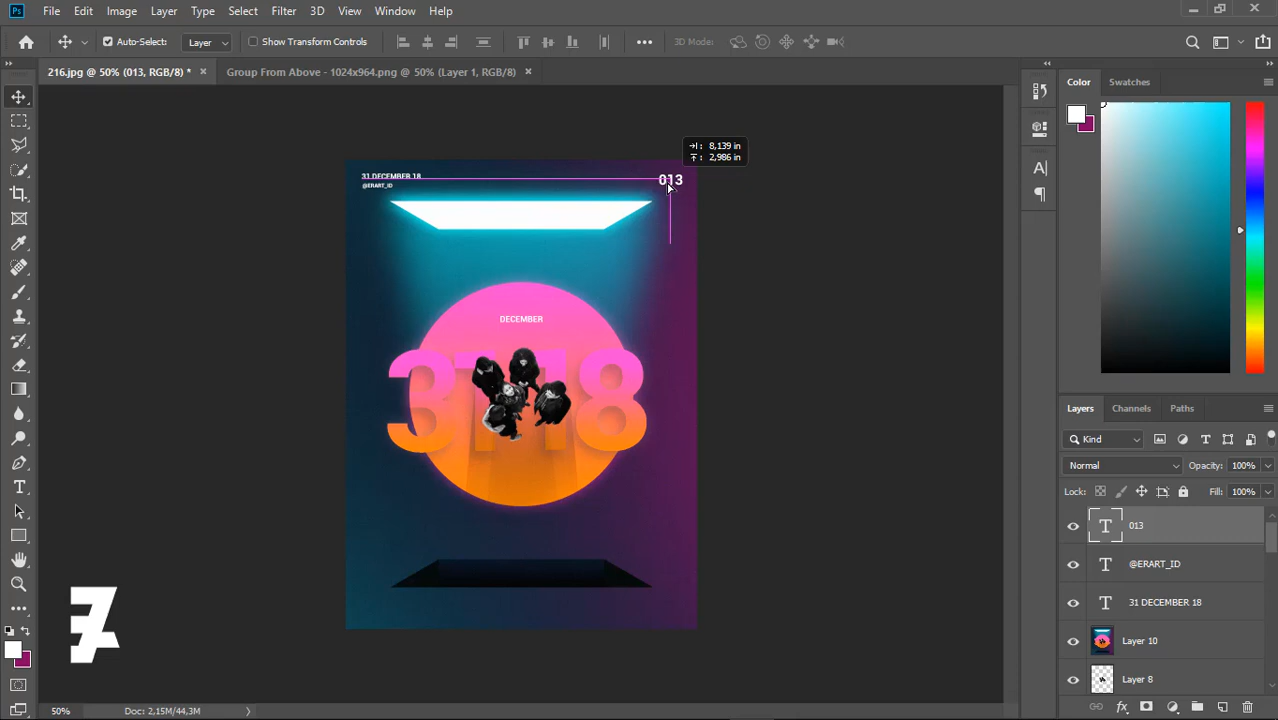 File Edit Image Layer Type Select Filter 3D View Window Help
Auto-Select: Layer Show Transform Controls 3D Mode:
216.jpg @ 50% (013, RGB/8) * × Group From Above - 1024x964.png @ 50% (Layer 1, RGB/8) ×
Color Swatches
8,139 in
2,986 in
31 DECEMBER 18
@ERART_ID
013
DECEMBER
31 18
Layers Channels Paths
Kind
Normal Opacity: 100%
Lock: Fill: 100%
013
@ERART_ID
31 DECEMBER 18
Layer 10
Layer 8
50% Doc: 2,15M/44,3M